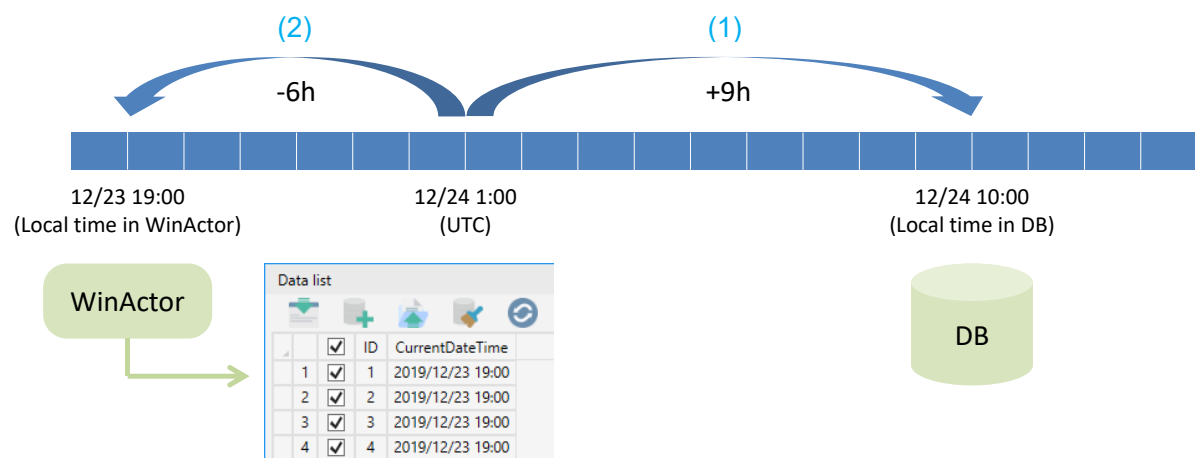 (2)
(1)
-6h
+9h
12/23 19:00
(Local time in WinActor)
12/24 1:00
(UTC)
12/24 10:00
(Local time in DB)
WinActor
Data list
ID CurrentDateTime
1 1 2019/12/23 19:00
2 2 2019/12/23 19:00
3 3 2019/12/23 19:00
4 4 2019/12/23 19:00
DB